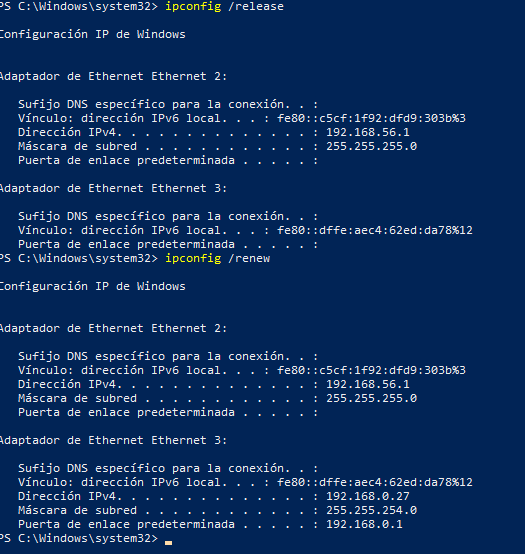 PS C:\Windows\system32> ipconfig /release
Configuración IP de Windows
Adaptador de Ethernet Ethernet 2:
Sufijo DNS específico para la conexión. . :
Vínculo: dirección IPv6 local. . . : fe80::c5cf:1f92:dfd9:303b%3
Dirección IPv4. . . . . . . . . . . . . . : 192.168.56.1
Máscara de subred . . . . . . . . . . . . : 255.255.255.0
Puerta de enlace predeterminada . . . . . :
Adaptador de Ethernet Ethernet 3:
Sufijo DNS específico para la conexión. . :
Vínculo: dirección IPv6 local. . . : fe80::dffe:aec4:62ed:da78%12
Puerta de enlace predeterminada . . . . . :
PS C:\Windows\system32> ipconfig /renew
Configuración IP de Windows
Adaptador de Ethernet Ethernet 2:
Sufijo DNS específico para la conexión. . :
Vínculo: dirección IPv6 local. . . : fe80::c5cf:1f92:dfd9:303b%3
Dirección IPv4. . . . . . . . . . . . . . : 192.168.56.1
Máscara de subred . . . . . . . . . . . . : 255.255.255.0
Puerta de enlace predeterminada . . . . . :
Adaptador de Ethernet Ethernet 3:
Sufijo DNS específico para la conexión. . :
Vínculo: dirección IPv6 local. . . : fe80::dffe:aec4:62ed:da78%12
Dirección IPv4. . . . . . . . . . . . . . : 192.168.0.27
Máscara de subred . . . . . . . . . . . . : 255.255.254.0
Puerta de enlace predeterminada . . . . . : 192.168.0.1
PS C:\Windows\system32>